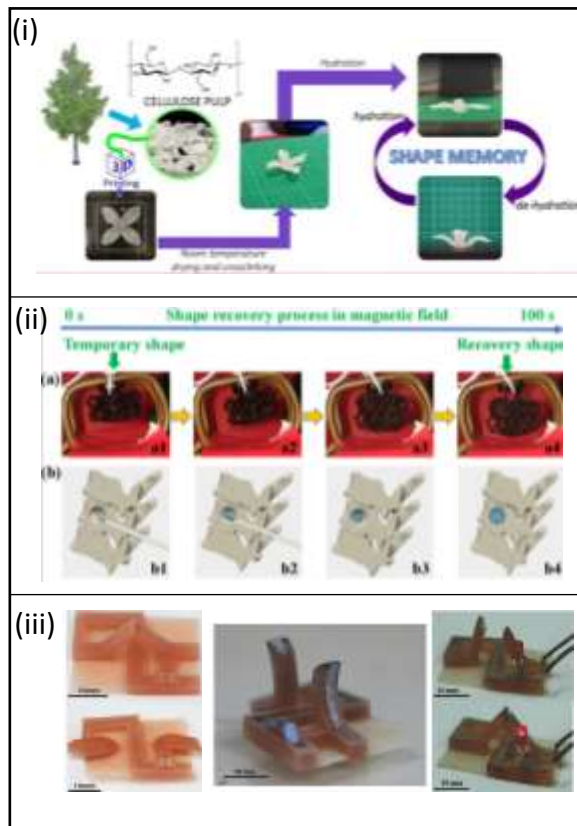 (i)
CELLULOSE PULP
3D
Printing
Room temperature
drying and crosslinking
Hydration
hydration
SHAPE MEMORY
de-hydration
(ii)
0 s Shape recovery process in magnetic field 100 s
Temporary shape Recovery shape
(a)
a1 a2 a3 a4
(b)
b1 b2 b3 b4
(iii)